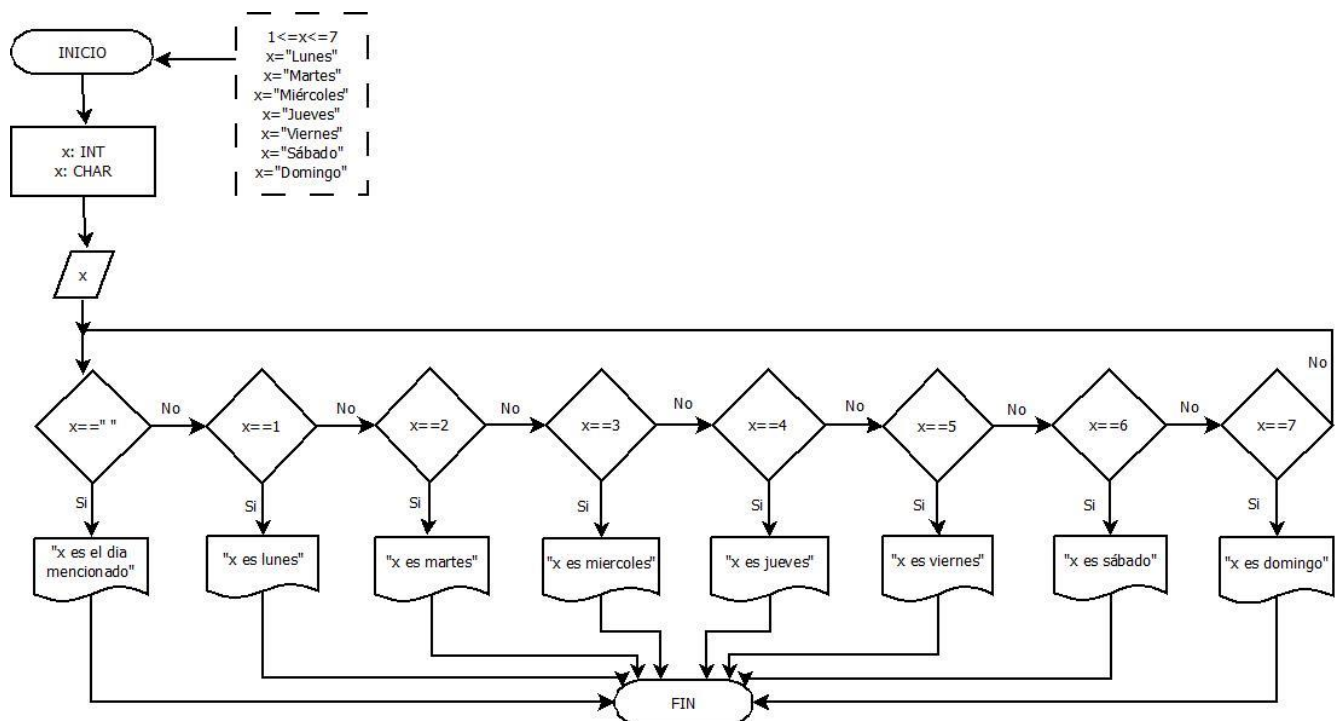 INICIO
1<=x<=7
x="Lunes"
x="Martes"
x="Miércoles"
x="Jueves"
x="Viernes"
x="Sábado"
x="Domingo"
x: INT
x: CHAR
x
No
x==" "
No
x==1
No
x==2
No
x==3
No
x==4
No
x==5
No
x==6
No
x==7
Si
Si
Si
Si
Si
Si
Si
Si
"x es el dia
mencionado"
"x es lunes"
"x es martes"
"x es miercoles"
"x es jueves"
"x es viernes"
"x es sábado"
"x es domingo"
FIN